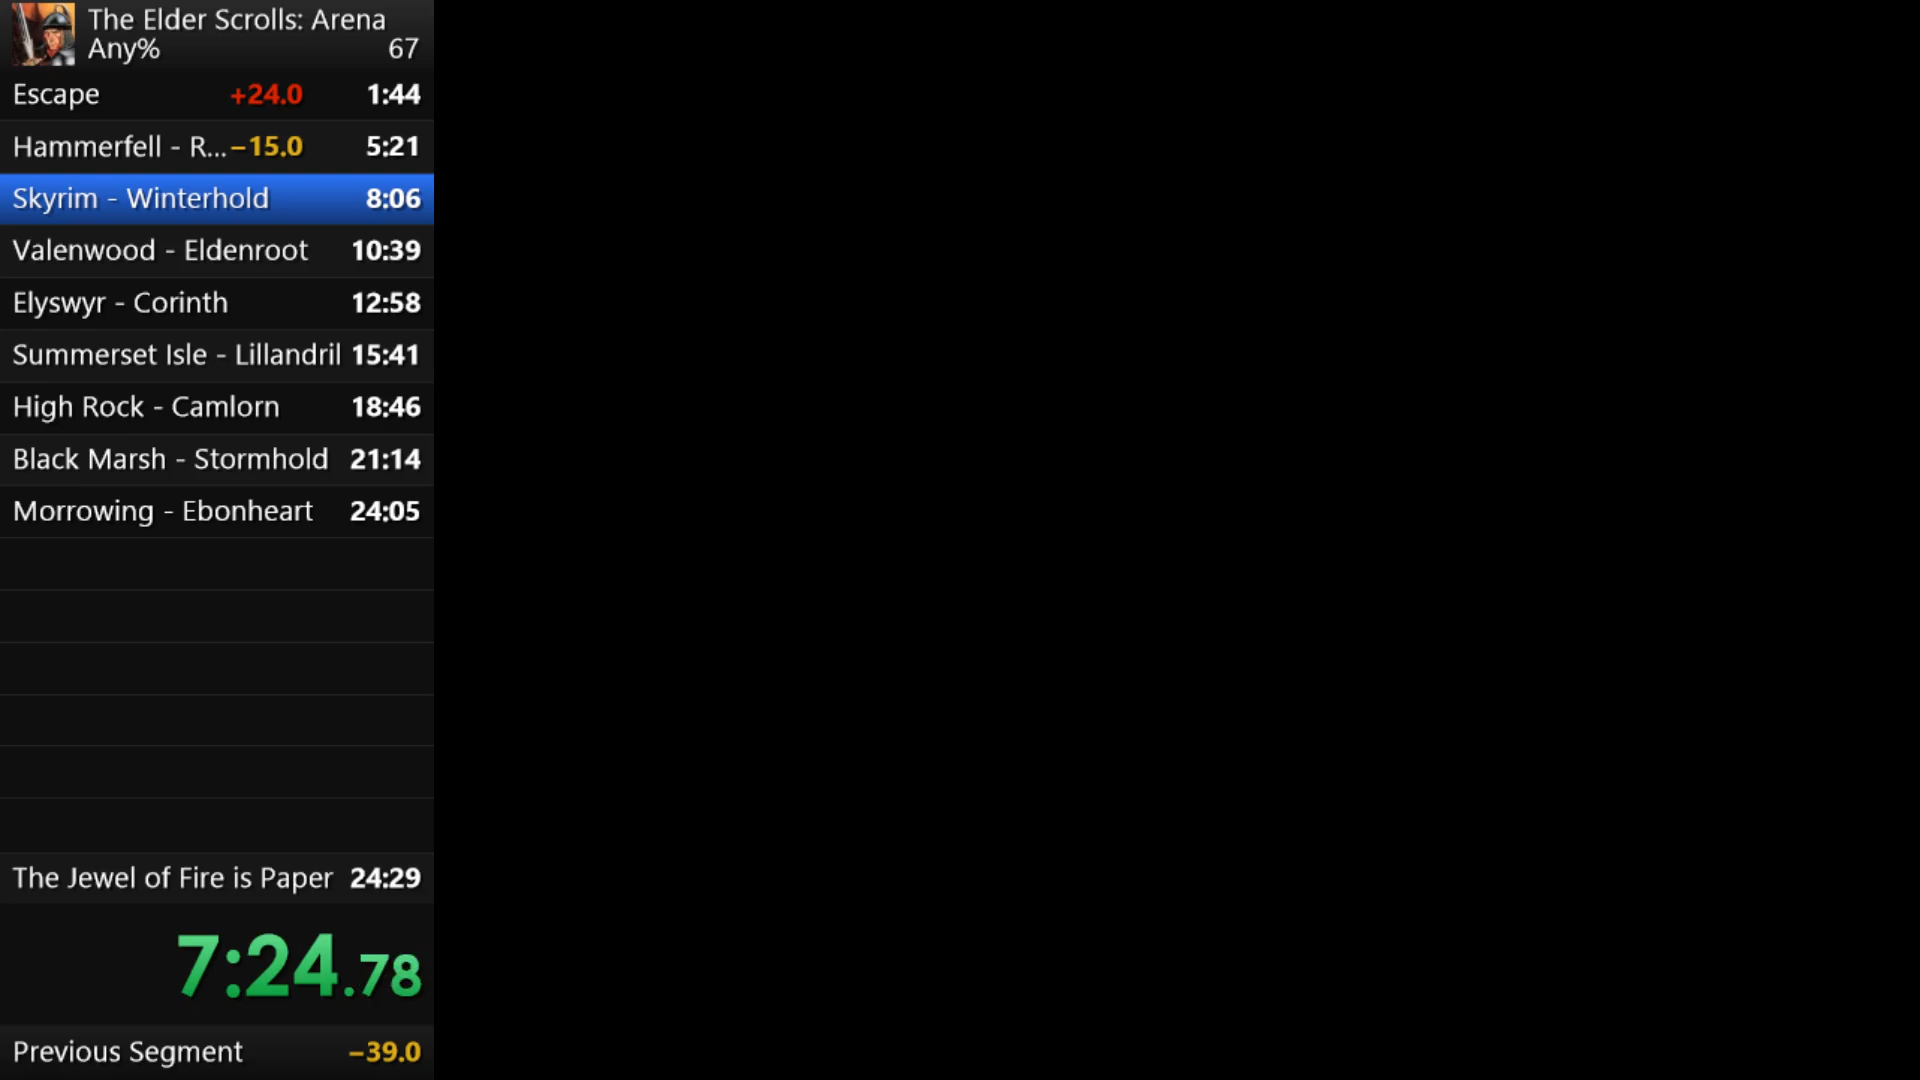 The Elder Scrolls: Arena
Any% 67
Escape +24.0 1:44
Hammerfell - R... −15.0 5:21
Skyrim - Winterhold 8:06
Valenwood - Eldenroot 10:39
Elyswyr - Corinth 12:58
Summerset Isle - Lillandril 15:41
High Rock - Camlorn 18:46
Black Marsh - Stormhold 21:14
Morrowing - Ebonheart 24:05
The Jewel of Fire is Paper 24:29
7:24.78
Previous Segment −39.0